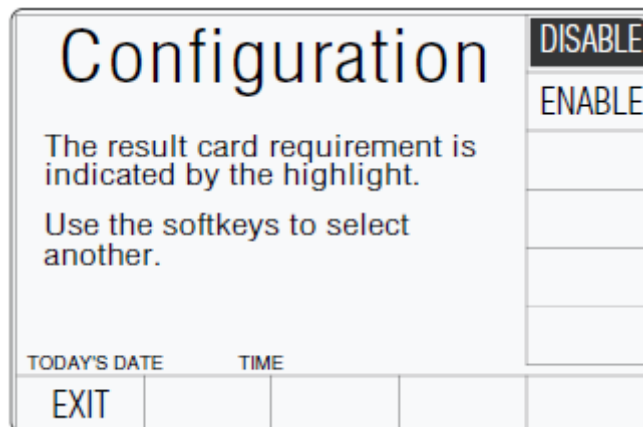 Configuration
DISABLE
ENABLE
The result card requirement is
indicated by the highlight.
Use the softkeys to select
another.
TODAY'S DATE TIME
EXIT